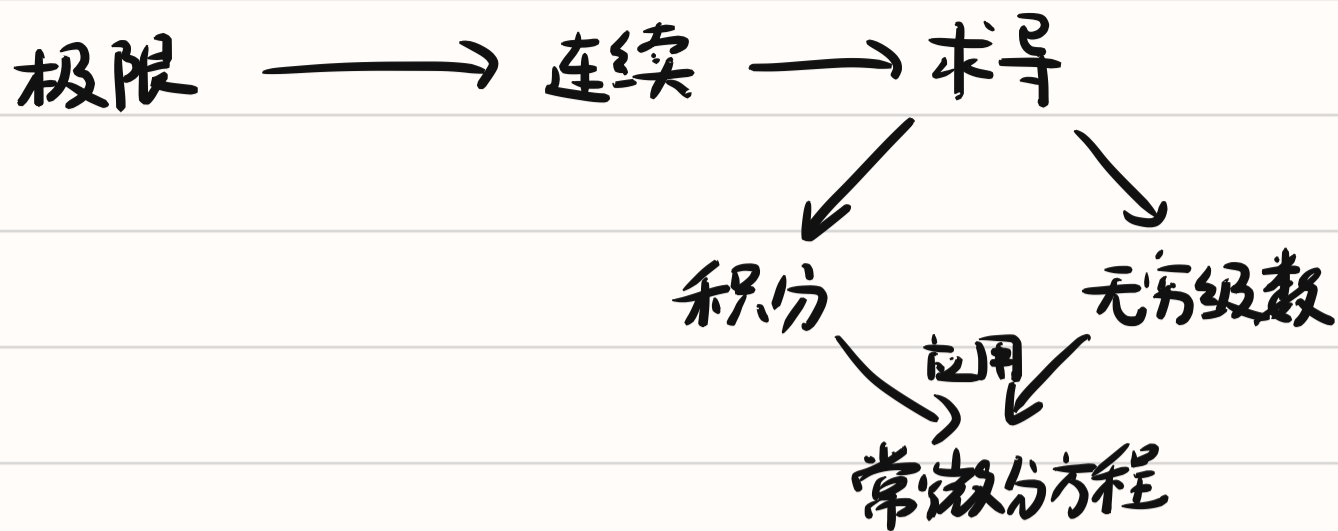 极限 → 连续 → 求导
积分 无穷级数
应用
常微分方程